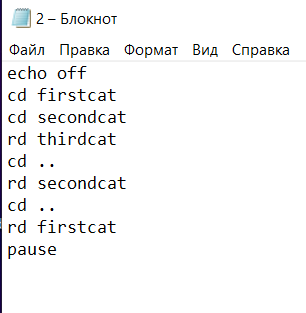 2 – Блокнот
Файл Правка Формат Вид Справка
echo off
cd firstcat
cd secondcat
rd thirdcat
cd ..
rd secondcat
cd ..
rd firstcat
pause